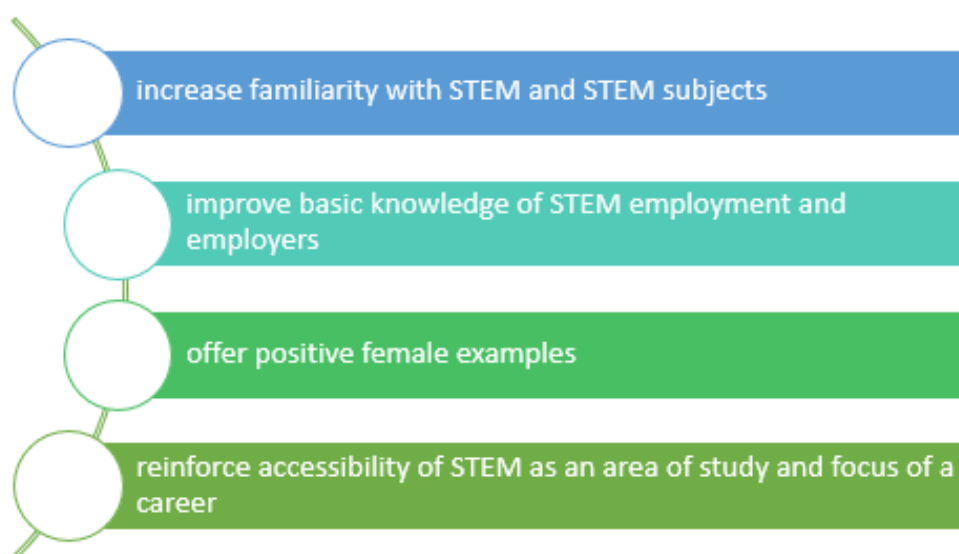 increase familiarity with STEM and STEM subjects
improve basic knowledge of STEM employment and
employers
offer positive female examples
reinforce accessibility of STEM as an area of study and focus of a
career